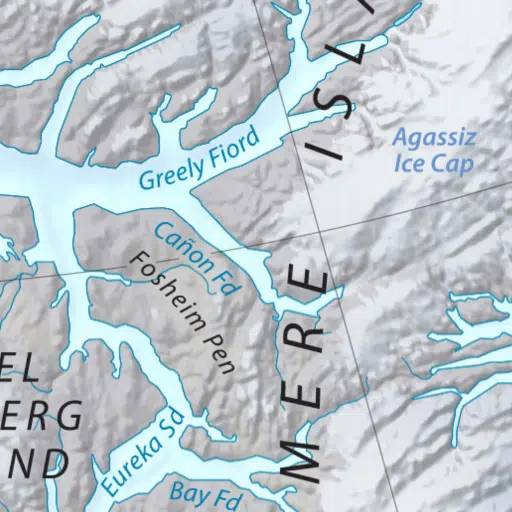 Agassiz
Ice Cap
Greely Fiord
Cañon Fd
Fosheim Pen
MERE ISL
EL
ERG
ND
Eureka Sd
Bay Fd